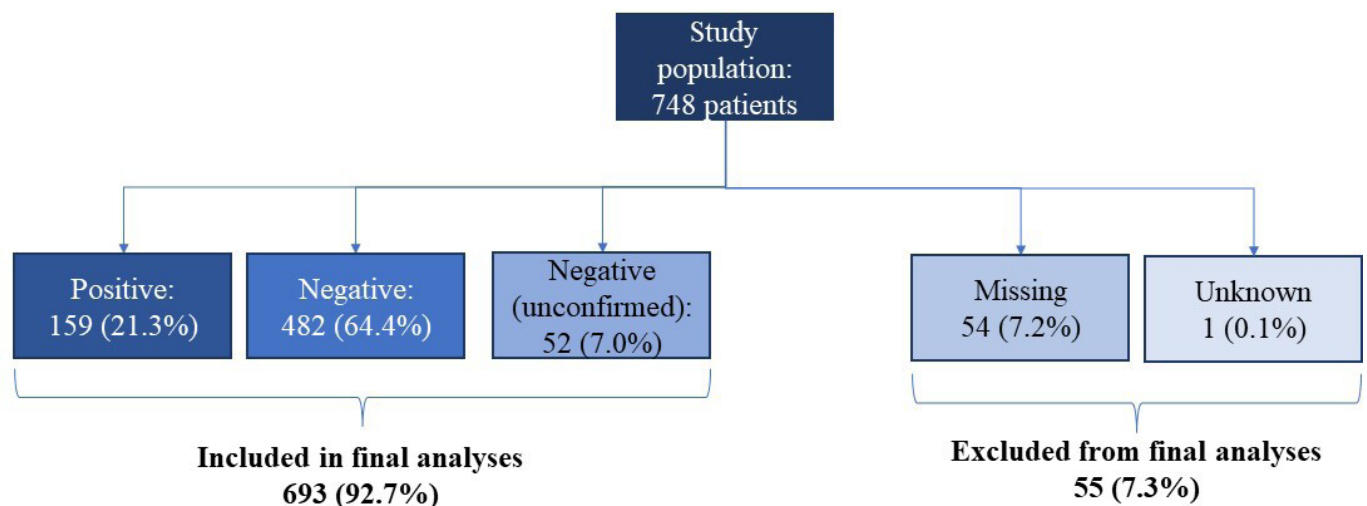 Study
population:
748 patients
Positive:
159 (21.3%)
Negative:
482 (64.4%)
Negative
(unconfirmed):
52 (7.0%)
Missing
54 (7.2%)
Unknown
1 (0.1%)
Included in final analyses
693 (92.7%)
Excluded from final analyses
55 (7.3%)